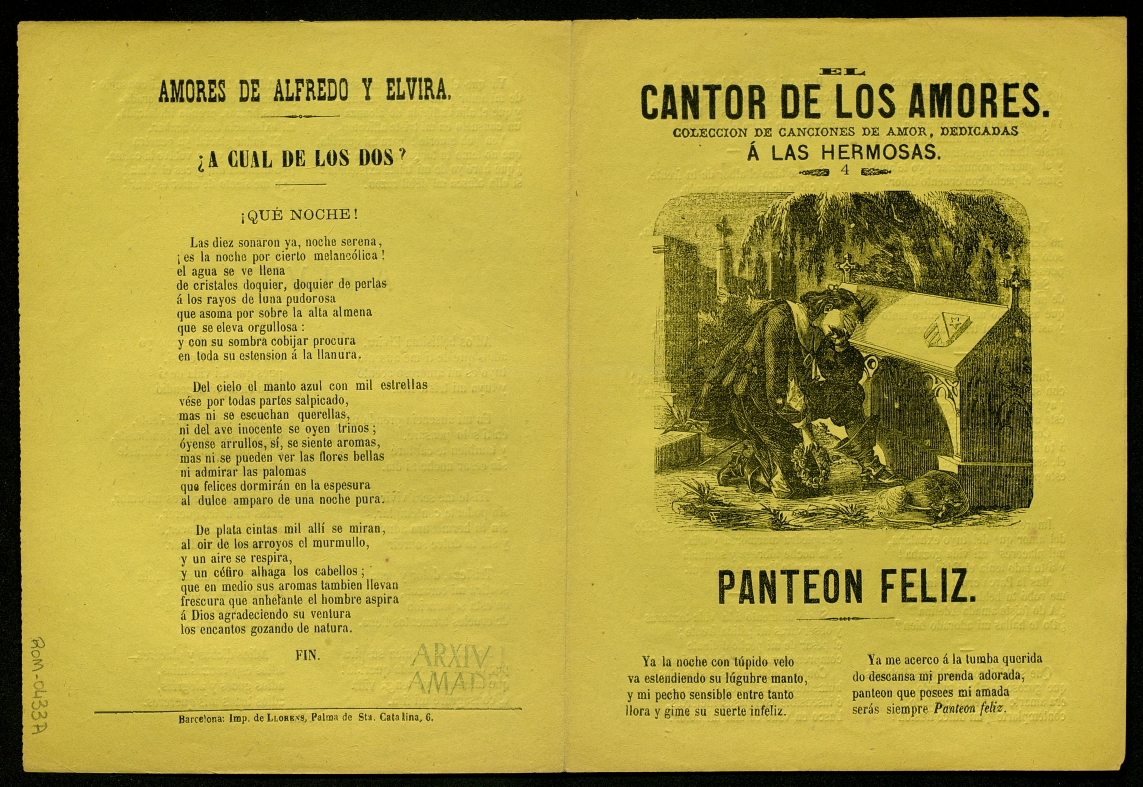 AMORES DE ALFREDO Y ELVIRA.
¿A CUAL DE LOS DOS?
¡QUÉ NOCHE!
Las diez sonaron ya, noche serena,
¡es la noche por cierto melancólica!
el agua se ve llena
de cristales doquier, doquier de perlas
á los rayos de luna pudorosa
que asoma por sobre la alta almena
que se eleva orgullosa:
y con su sombra cobijar procura
en toda su estension á la llanura.
Del cielo el manto azul con mil estrellas
vése por todas partes salpicado,
mas ni se escuchan querellas,
ni del ave inocente se oyen trinos;
óyense arrullos, sí, se siente aromas,
mas ni se pueden ver las flores bellas
ni admirar las palomas
que felices dormirán en la espesura
al dulce amparo de una noche pura.
De plata cintas mil allí se miran,
al oir de los arroyos el murmullo,
y un aire se respira,
y un céfiro alhaga los cabellos;
que en medio sus aromas tambien llevan
frescura que anhelante el hombre aspira
á Dios agradeciendo su ventura
los encantos gozando de natura.
FIN.
ARXIV
AMAD
Barcelona: Imp. de LLORENS, Palma de Sta. Catalina, 6.
ROM-0433A
EL
CANTOR DE LOS AMORES.
COLECCION DE CANCIONES DE AMOR, DEDICADAS
Á LAS HERMOSAS.
4
PANTEON FELIZ.
Ya la noche con túpido velo
va estendiendo su lúgubre manto,
y mi pecho sensible entre tanto
llora y gime su suerte infeliz.
Ya me acerco á la tumba querida
do descansa mi prenda adorada,
panteon que posees mi amada
serás siempre Panteon feliz.